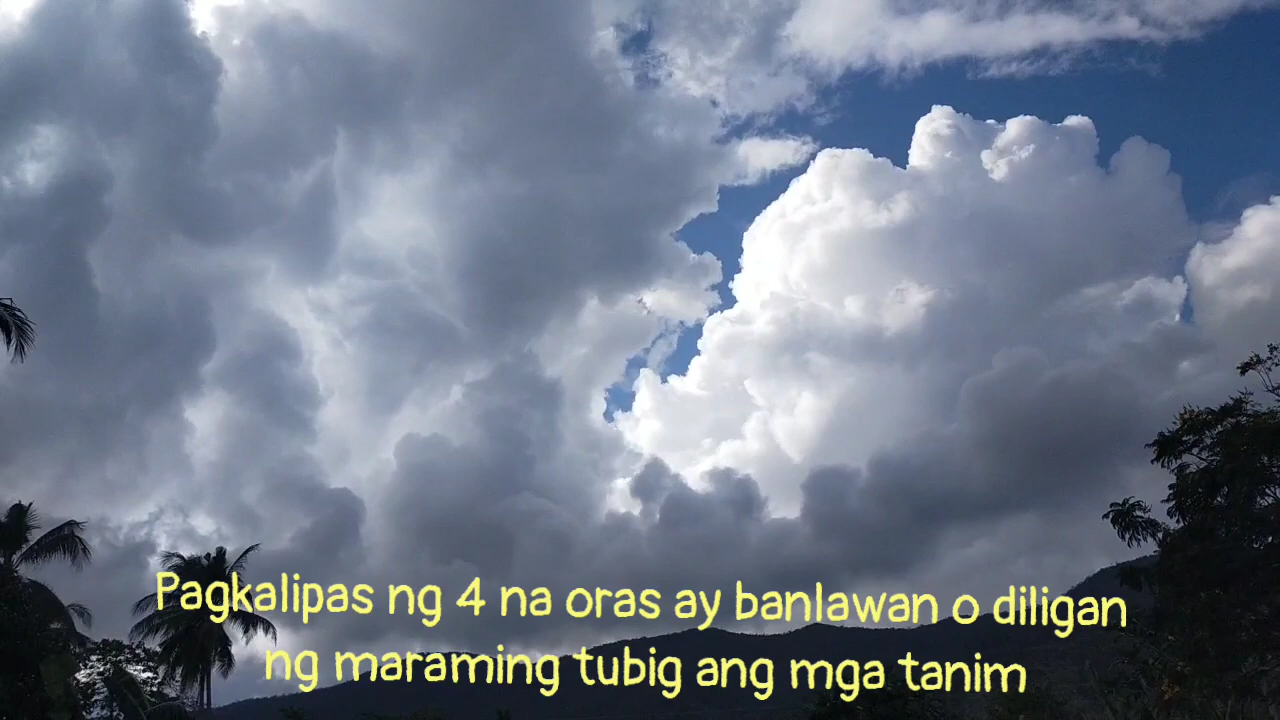 Pagkalipas ng 4 na oras ay banlawan o diligan
ng maraming tubig ang mga tanim